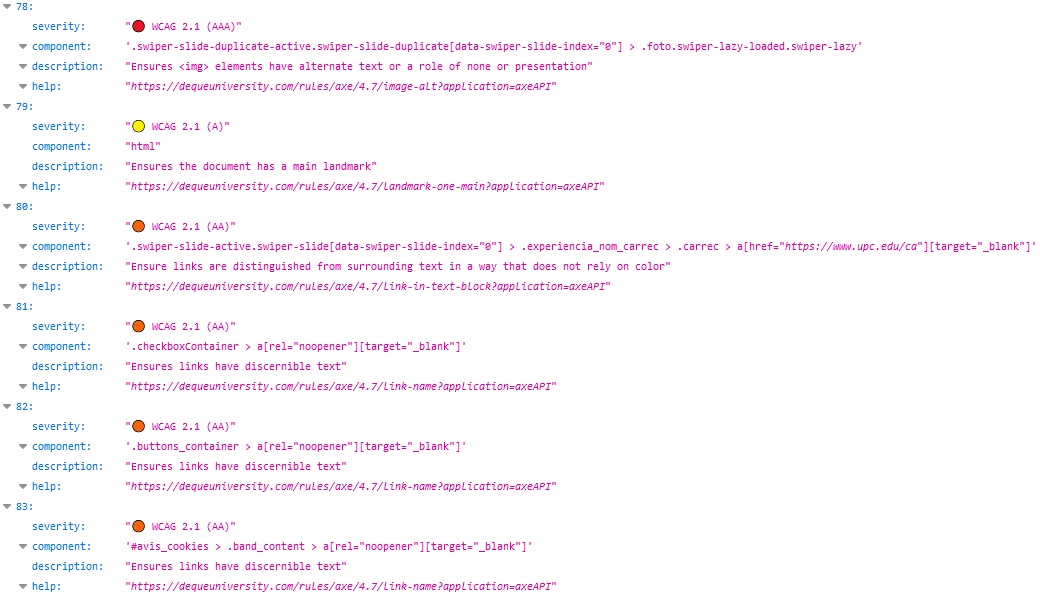 78:
severity: "🔴 WCAG 2.1 (AAA)"
component: '.swiper-slide-duplicate-active.swiper-slide-duplicate[data-swiper-slide-index="0"] > .foto.swiper-lazy-loaded.swiper-lazy'
description: "Ensures <img> elements have alternate text or a role of none or presentation"
help: "https://dequeuniversity.com/rules/axe/4.7/image-alt?application=axeAPI"
79:
severity: "🟡 WCAG 2.1 (A)"
component: "html"
description: "Ensures the document has a main landmark"
help: "https://dequeuniversity.com/rules/axe/4.7/landmark-one-main?application=axeAPI"
80:
severity: "🟠 WCAG 2.1 (AA)"
component: '.swiper-slide-active.swiper-slide[data-swiper-slide-index="0"] > .experiencia_nom_carrec > .carrec > a[href="https://www.upc.edu/ca"][target="_blank"]'
description: "Ensure links are distinguished from surrounding text in a way that does not rely on color"
help: "https://dequeuniversity.com/rules/axe/4.7/link-in-text-block?application=axeAPI"
81:
severity: "🟠 WCAG 2.1 (AA)"
component: '.checkboxContainer > a[rel="noopener"][target="_blank"]'
description: "Ensures links have discernible text"
help: "https://dequeuniversity.com/rules/axe/4.7/link-name?application=axeAPI"
82:
severity: "🟠 WCAG 2.1 (AA)"
component: '.buttons_container > a[rel="noopener"][target="_blank"]'
description: "Ensures links have discernible text"
help: "https://dequeuniversity.com/rules/axe/4.7/link-name?application=axeAPI"
83:
severity: "🟠 WCAG 2.1 (AA)"
component: '#avis_cookies > .band_content > a[rel="noopener"][target="_blank"]'
description: "Ensures links have discernible text"
help: "https://dequeuniversity.com/rules/axe/4.7/link-name?application=axeAPI"